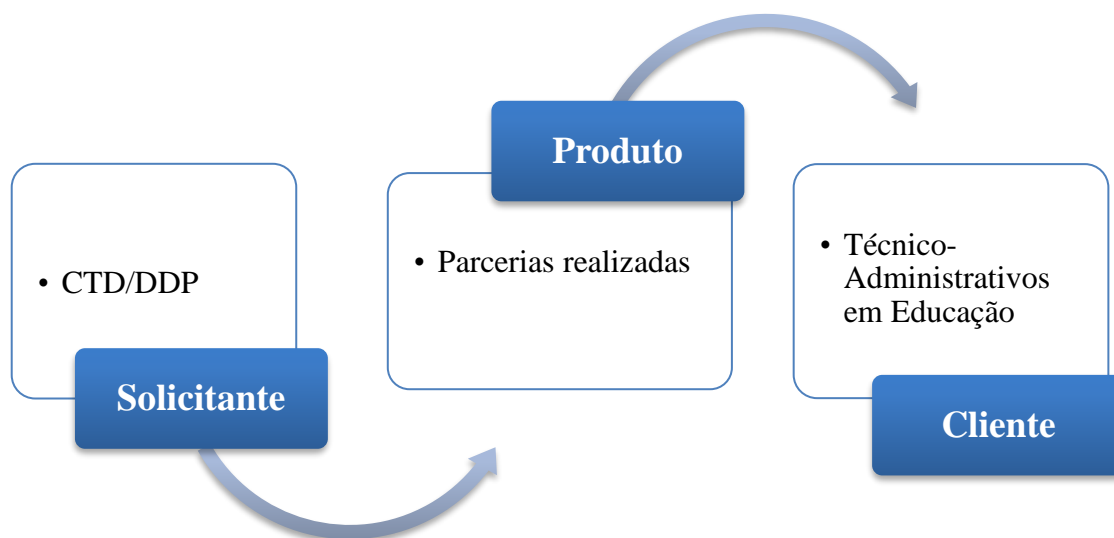 • CTD/DDP
Solicitante
Produto
• Parcerias realizadas
• Técnico-
Administrativos
em Educação
Cliente